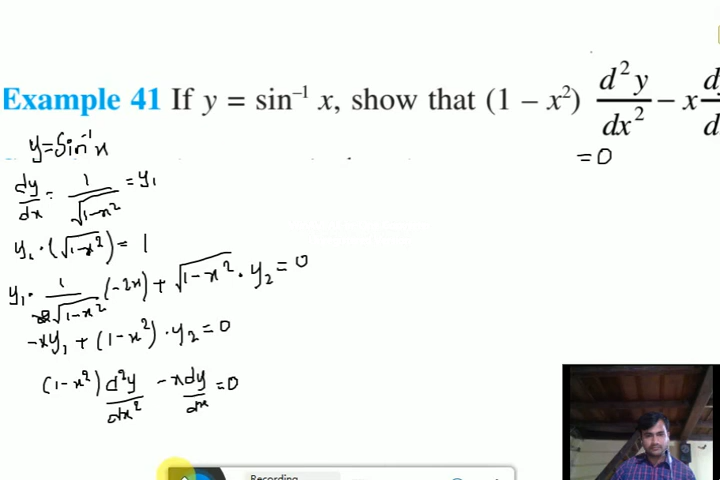 Example 41 If y = sin⁻¹ x, show that (1 – x²) d²y/dx² – x d
= 0
y = Sin⁻¹x
dy/dx = 1/√(1-x²) = y₁
y₁ · (√(1-x²)) = 1
y₁ · 1/(2√(1-x²)) (-2x) + √(1-x²) · y₂ = 0
-xy₁ + (1-x²) · y₂ = 0
(1-x²) d²y/dx² - x dy/dx = 0
Recording